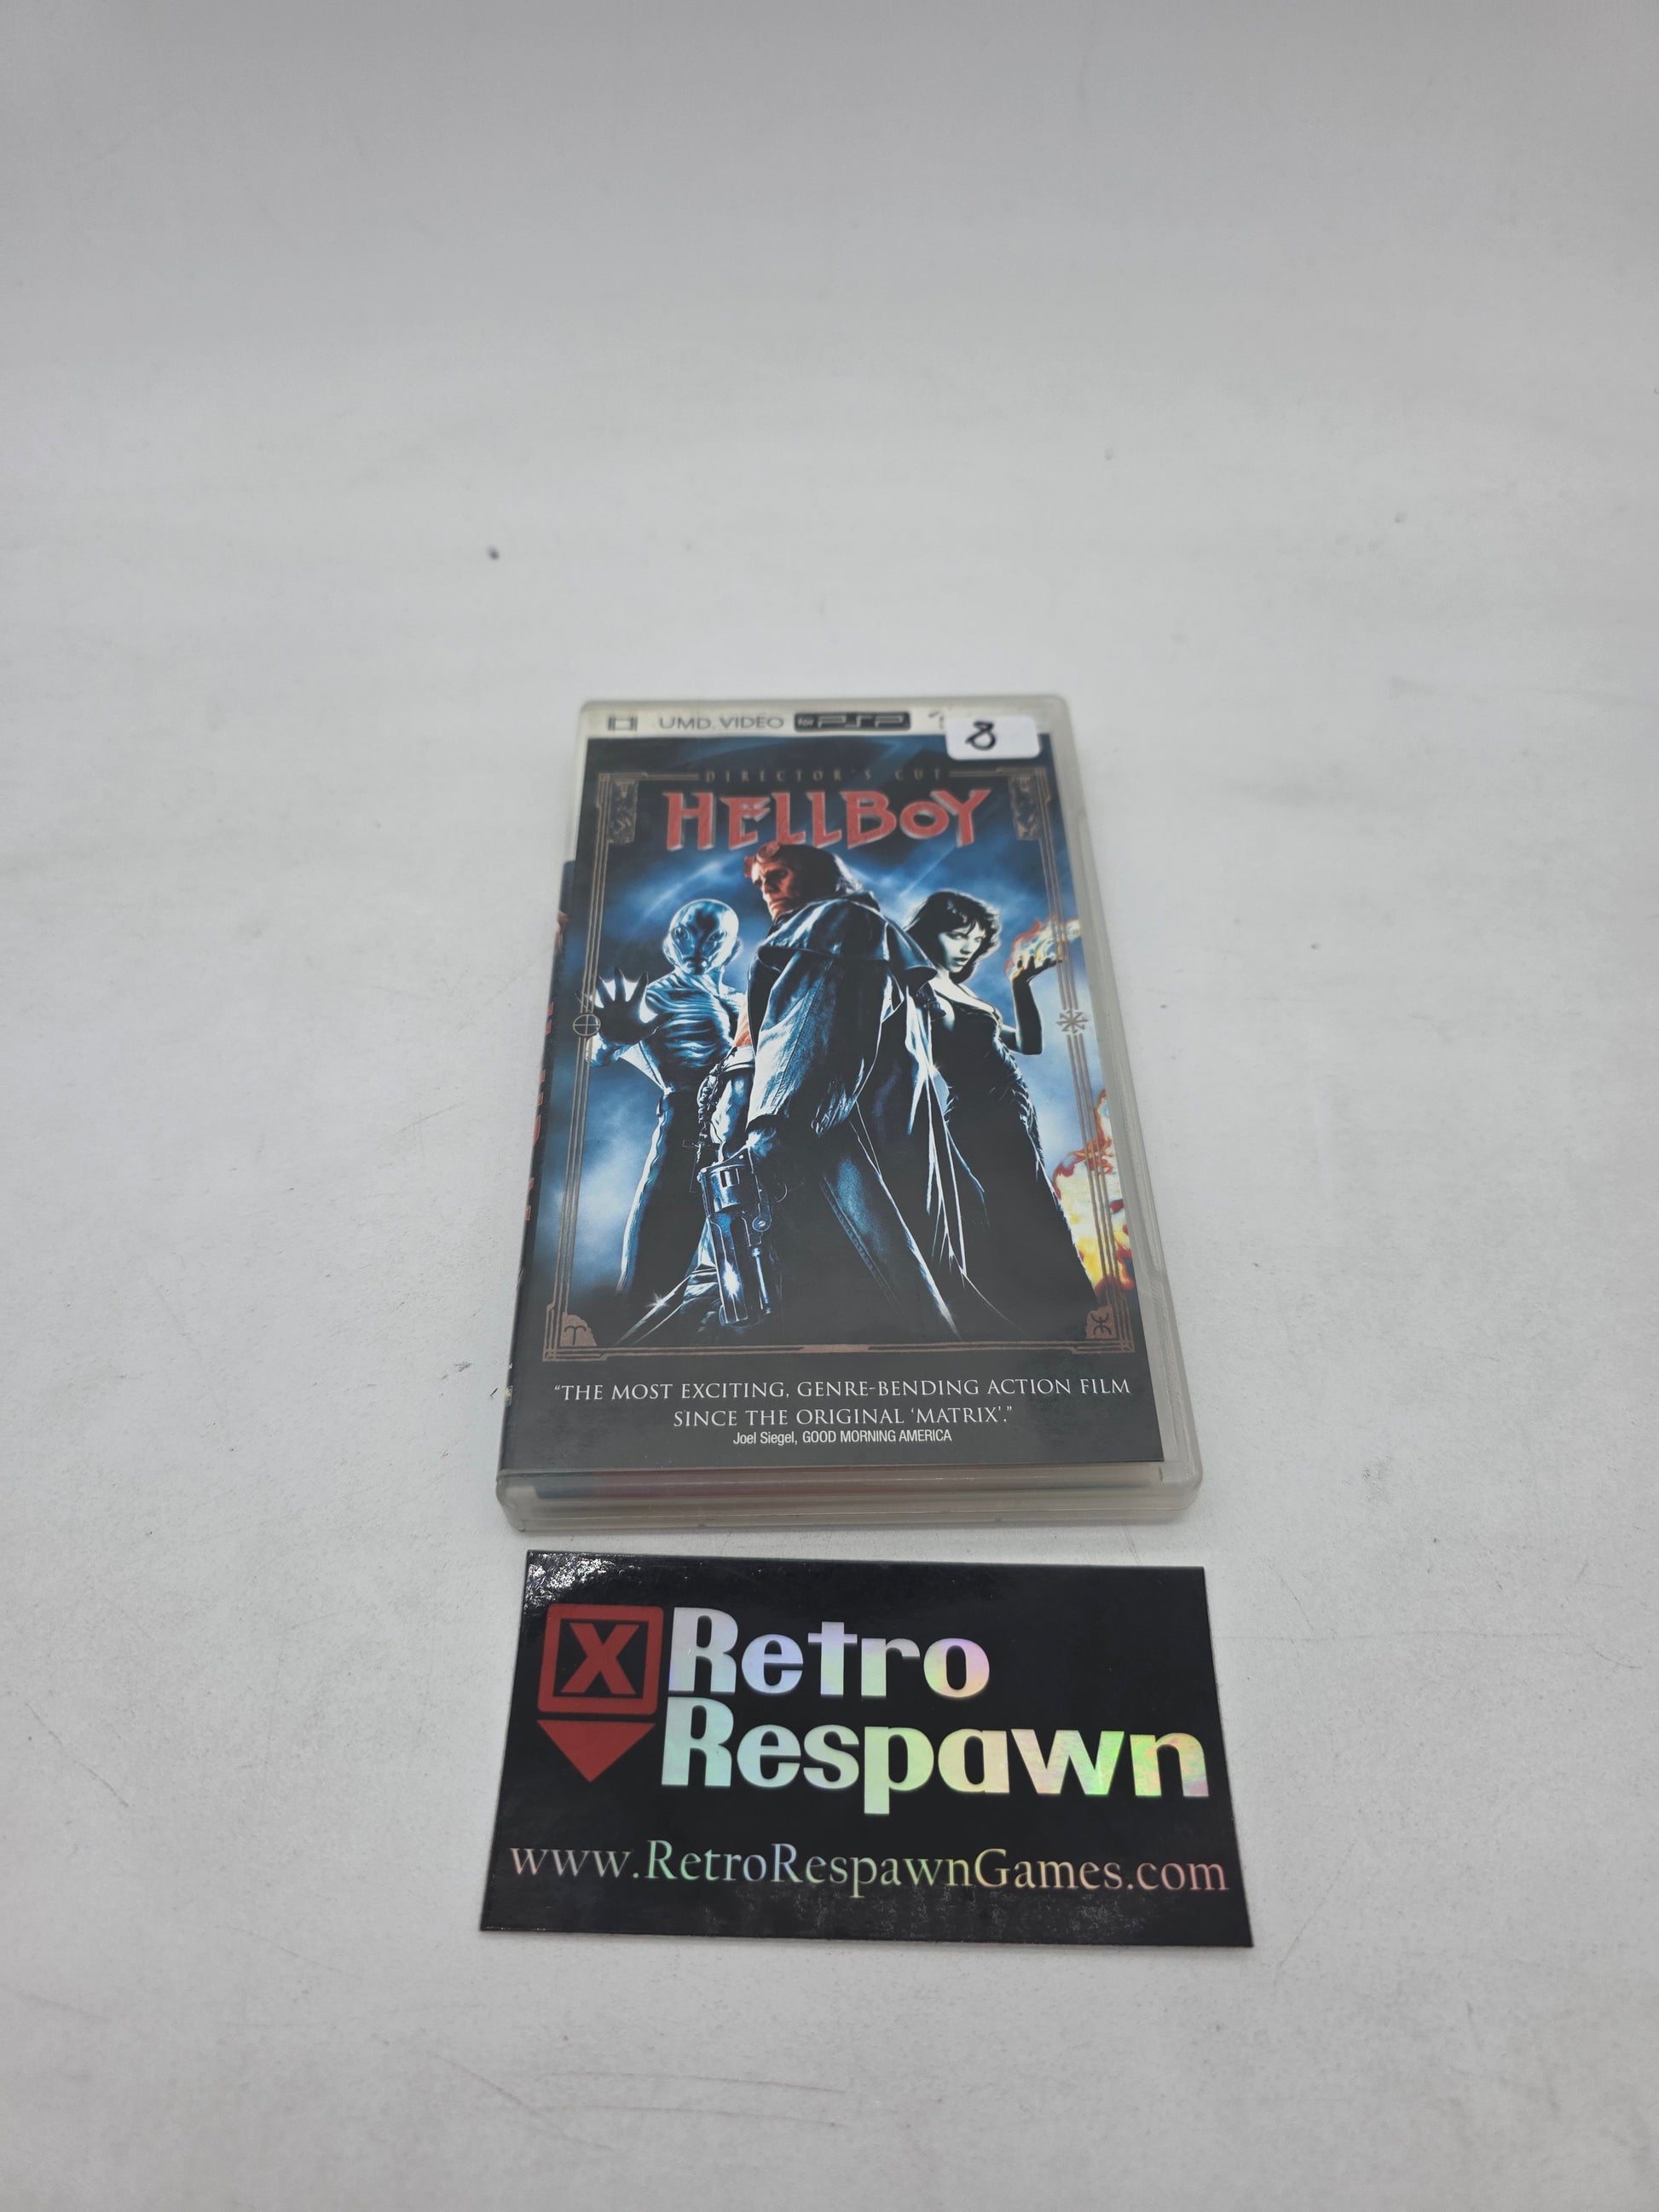 UMD. VIDEO for PSP
8
DIRECTOR'S CUT
HELLBOY
"THE MOST EXCITING, GENRE-BENDING ACTION FILM
SINCE THE ORIGINAL 'MATRIX'."
Joel Siegel, GOOD MORNING AMERICA
X Retro
Respawn
www.RetroRespawnGames.com